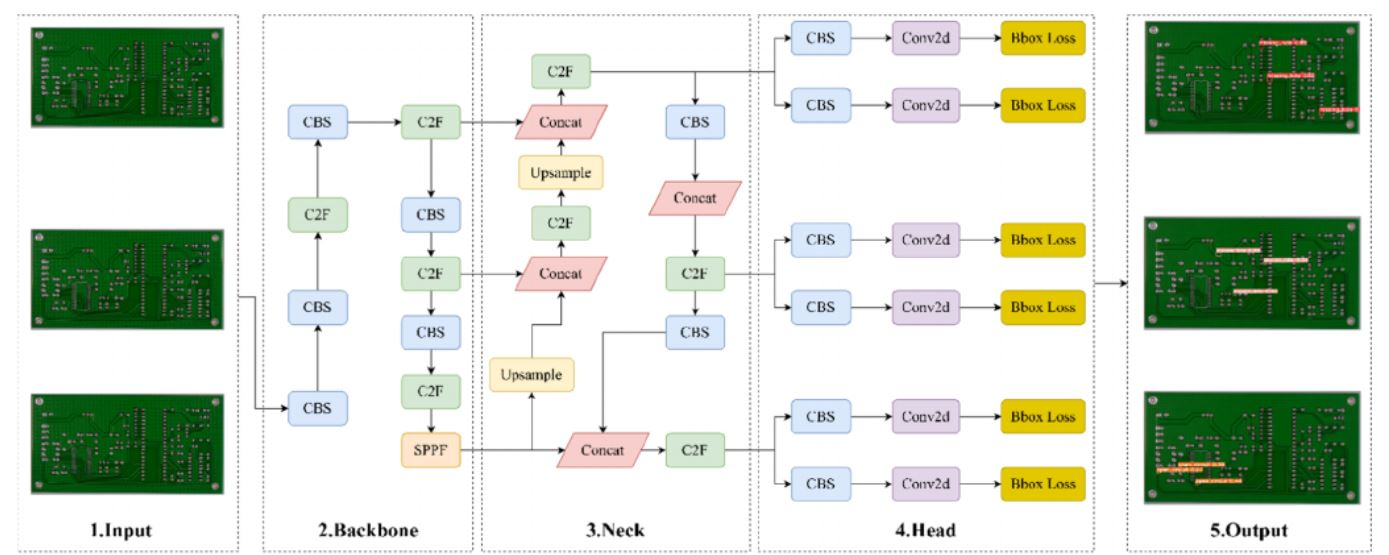 CBS
C2F
CBS
CBS
C2F
CBS
C2F
CBS
C2F
SPPF
C2F
Concat
Upsample
C2F
Concat
Upsample
CBS
Concat
C2F
CBS
Concat
C2F
CBS Conv2d Bbox Loss
CBS Conv2d Bbox Loss
CBS Conv2d Bbox Loss
CBS Conv2d Bbox Loss
CBS Conv2d Bbox Loss
CBS Conv2d Bbox Loss
1.Input
2.Backbone
3.Neck
4.Head
5.Output